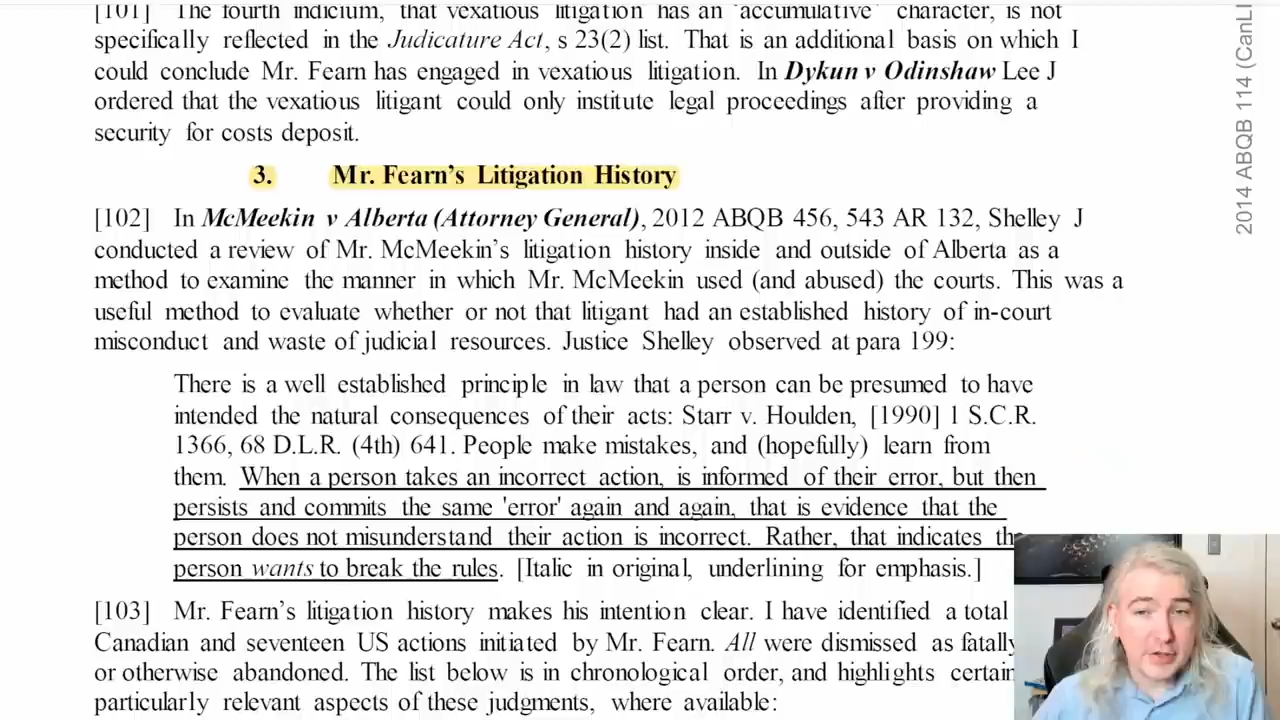 [101] The fourth indicium, that vexatious litigation has an 'accumulative' character, is not
specifically reflected in the Judicature Act, s 23(2) list. That is an additional basis on which I
could conclude Mr. Fearn has engaged in vexatious litigation. In Dykun v Odinshaw Lee J
ordered that the vexatious litigant could only institute legal proceedings after providing a
security for costs deposit.
3. Mr. Fearn's Litigation History
[102] In McMeekin v Alberta (Attorney General), 2012 ABQB 456, 543 AR 132, Shelley J
conducted a review of Mr. McMeekin's litigation history inside and outside of Alberta as a
method to examine the manner in which Mr. McMeekin used (and abused) the courts. This was a
useful method to evaluate whether or not that litigant had an established history of in-court
misconduct and waste of judicial resources. Justice Shelley observed at para 199:
There is a well established principle in law that a person can be presumed to have
intended the natural consequences of their acts: Starr v. Houlden, [1990] 1 S.C.R.
1366, 68 D.L.R. (4th) 641. People make mistakes, and (hopefully) learn from
them. When a person takes an incorrect action, is informed of their error, but then
persists and commits the same 'error' again and again, that is evidence that the
person does not misunderstand their action is incorrect. Rather, that indicates th
person wants to break the rules. [Italic in original, underlining for emphasis.]
[103] Mr. Fearn's litigation history makes his intention clear. I have identified a total
Canadian and seventeen US actions initiated by Mr. Fearn. All were dismissed as fatally
or otherwise abandoned. The list below is in chronological order, and highlights certain
particularly relevant aspects of these judgments, where available:
2014 ABQB 114 (CanLI